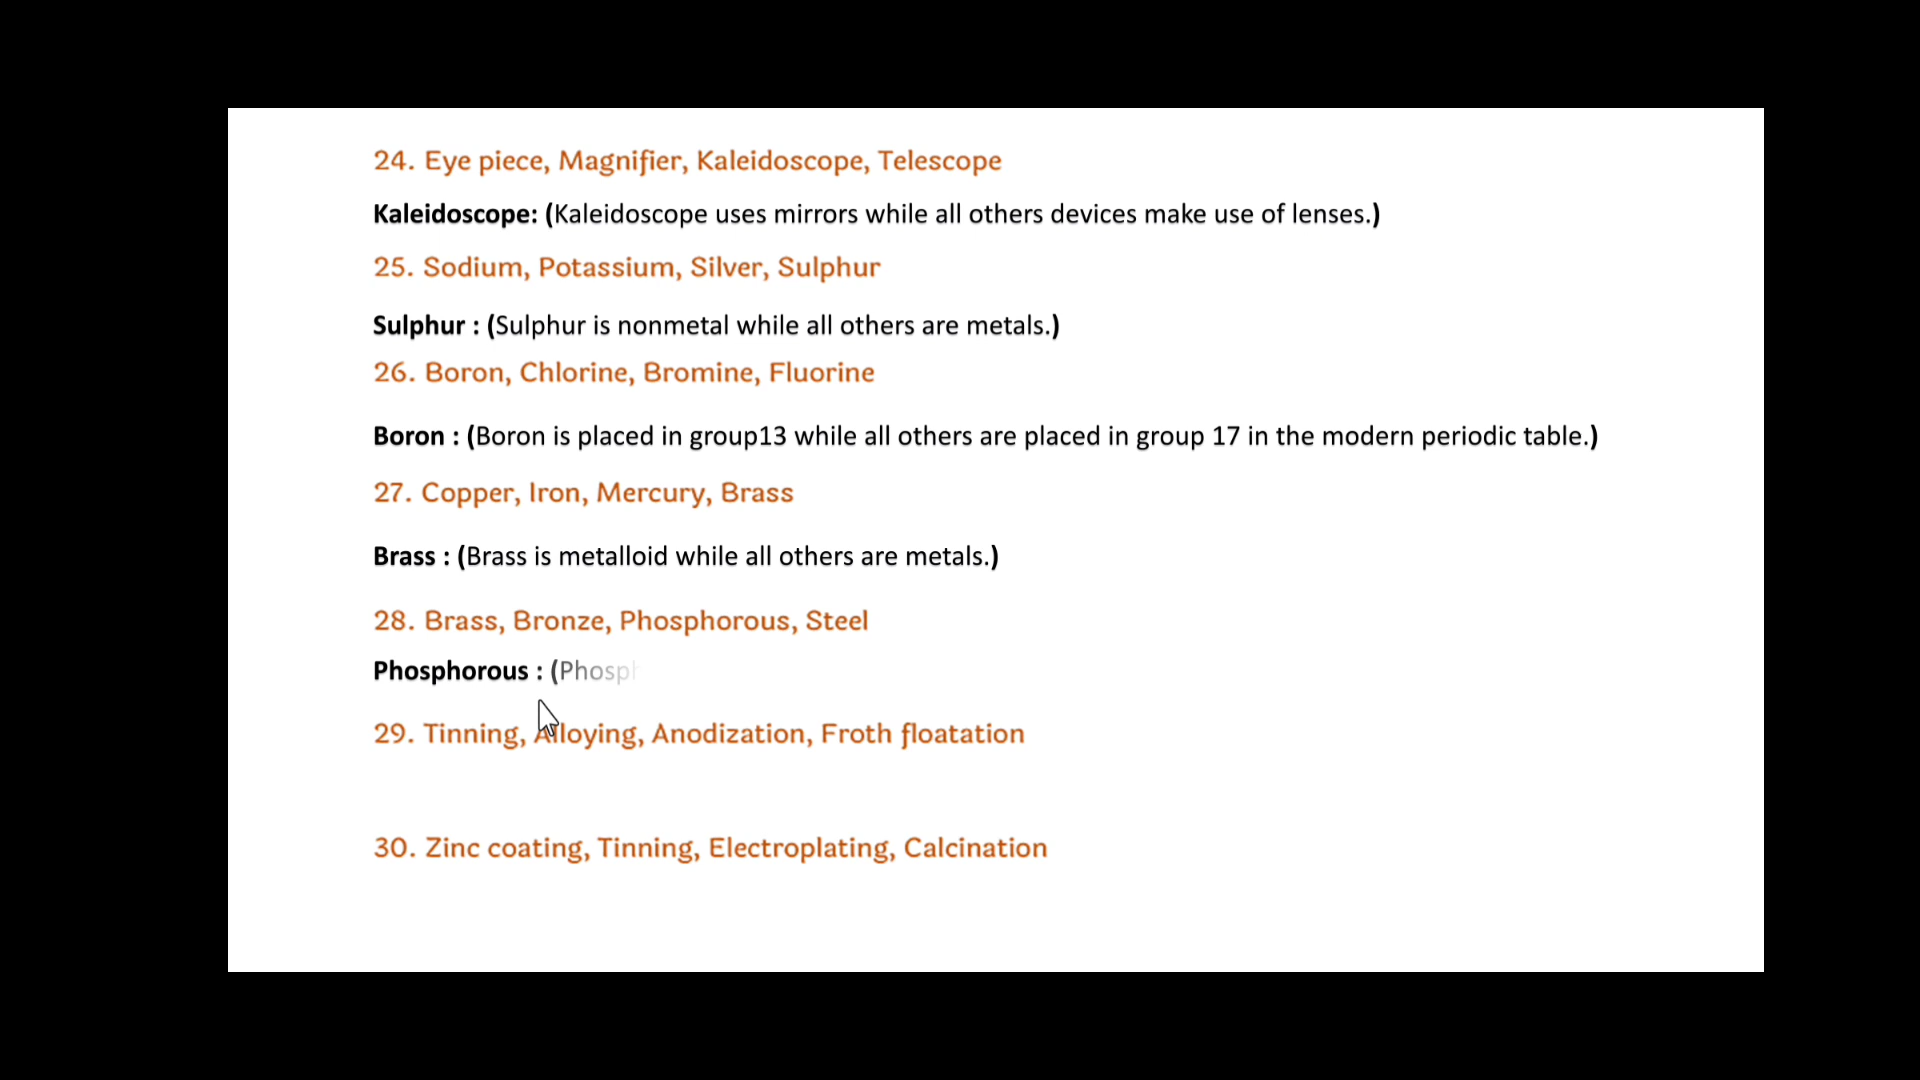 24. Eye piece, Magnifier, Kaleidoscope, Telescope
Kaleidoscope: (Kaleidoscope uses mirrors while all others devices make use of lenses.)
25. Sodium, Potassium, Silver, Sulphur
Sulphur : (Sulphur is nonmetal while all others are metals.)
26. Boron, Chlorine, Bromine, Fluorine
Boron : (Boron is placed in group13 while all others are placed in group 17 in the modern periodic table.)
27. Copper, Iron, Mercury, Brass
Brass : (Brass is metalloid while all others are metals.)
28. Brass, Bronze, Phosphorous, Steel
Phosphorous : (Phosph
29. Tinning, Alloying, Anodization, Froth floatation
30. Zinc coating, Tinning, Electroplating, Calcination